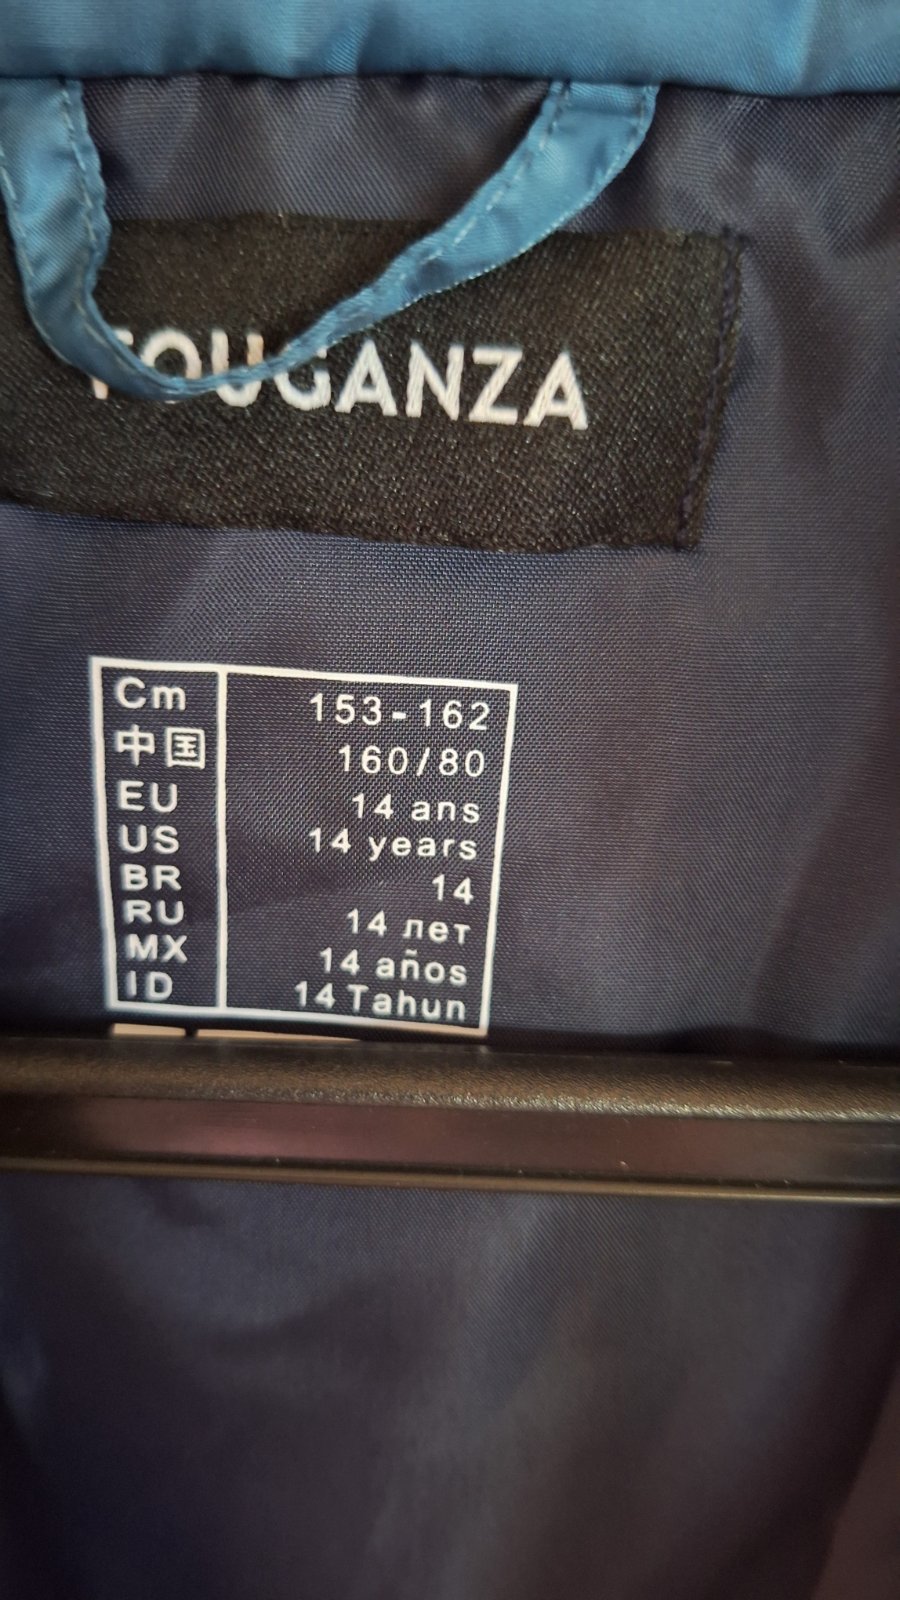 FOUGANZA
Cm 153-162
中国 160/80
EU 14 ans
US 14 years
BR 14
RU 14 лет
MX 14 años
ID 14 Tahun